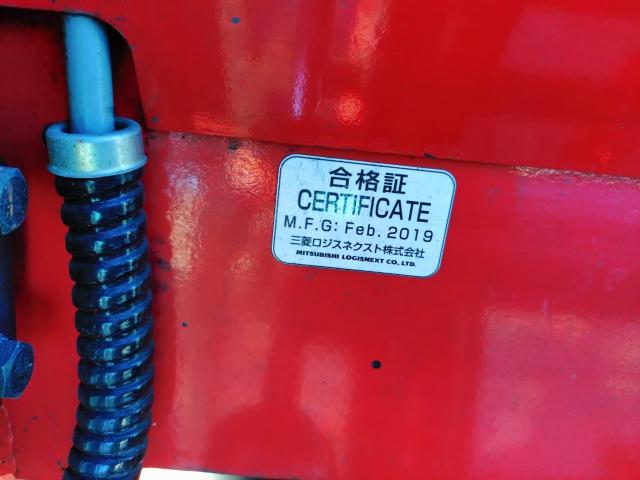 合格証
CERTIFICATE
M.F.G: Feb. 2019
三菱ロジスネクスト株式会社
MITSUBISHI LOGISNEXT CO., LTD.